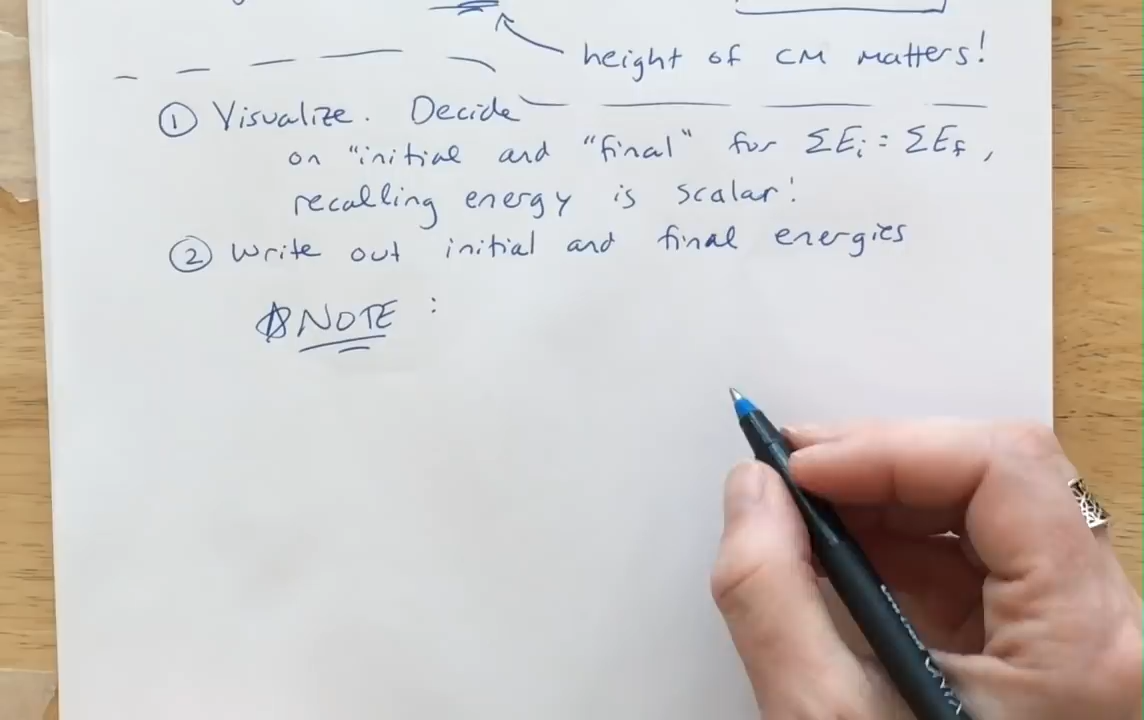 height of CM matters!
① Visualize. Decide
on "initial and "final" for ΣEi = ΣEf,
recalling energy is scalar!
② Write out initial and final energies
☆NOTE :